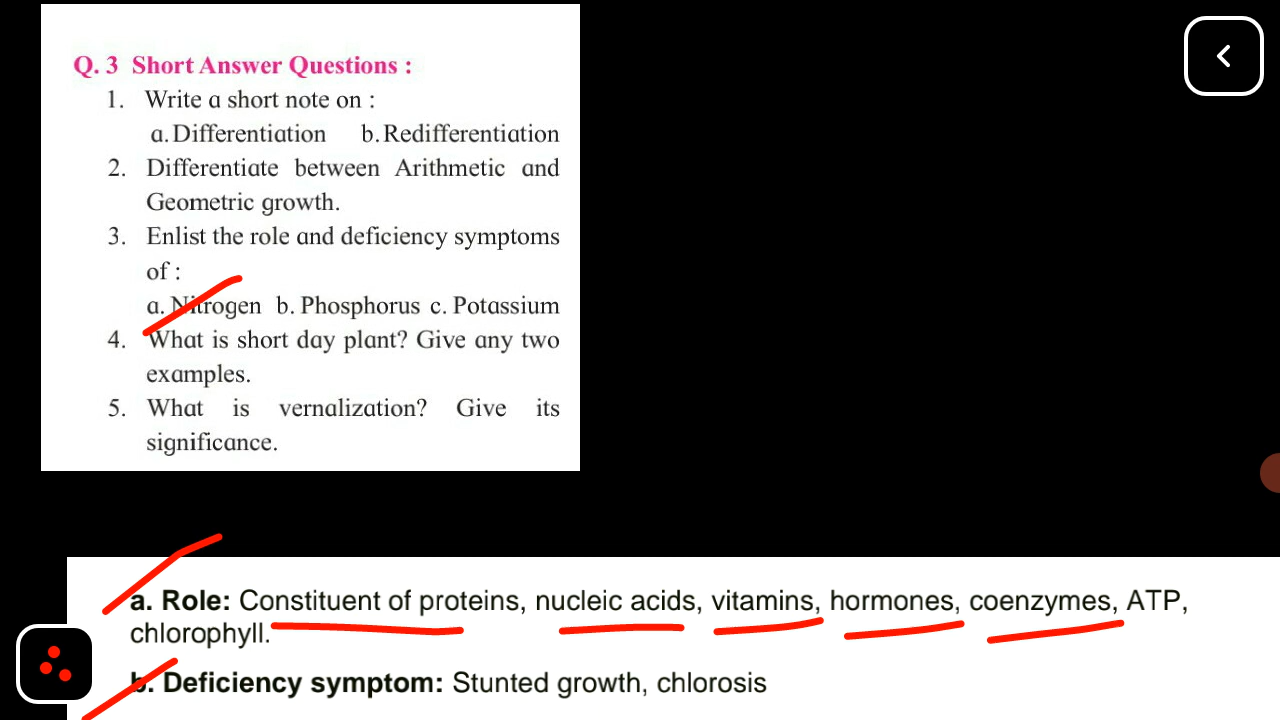 Q. 3 Short Answer Questions :
1. Write a short note on :
a. Differentiation b. Redifferentiation
2. Differentiate between Arithmetic and
Geometric growth.
3. Enlist the role and deficiency symptoms
of :
a. Nitrogen b. Phosphorus c. Potassium
4. What is short day plant? Give any two
examples.
5. What is vernalization? Give its
significance.
a. Role: Constituent of proteins, nucleic acids, vitamins, hormones, coenzymes, ATP,
chlorophyll.
b. Deficiency symptom: Stunted growth, chlorosis